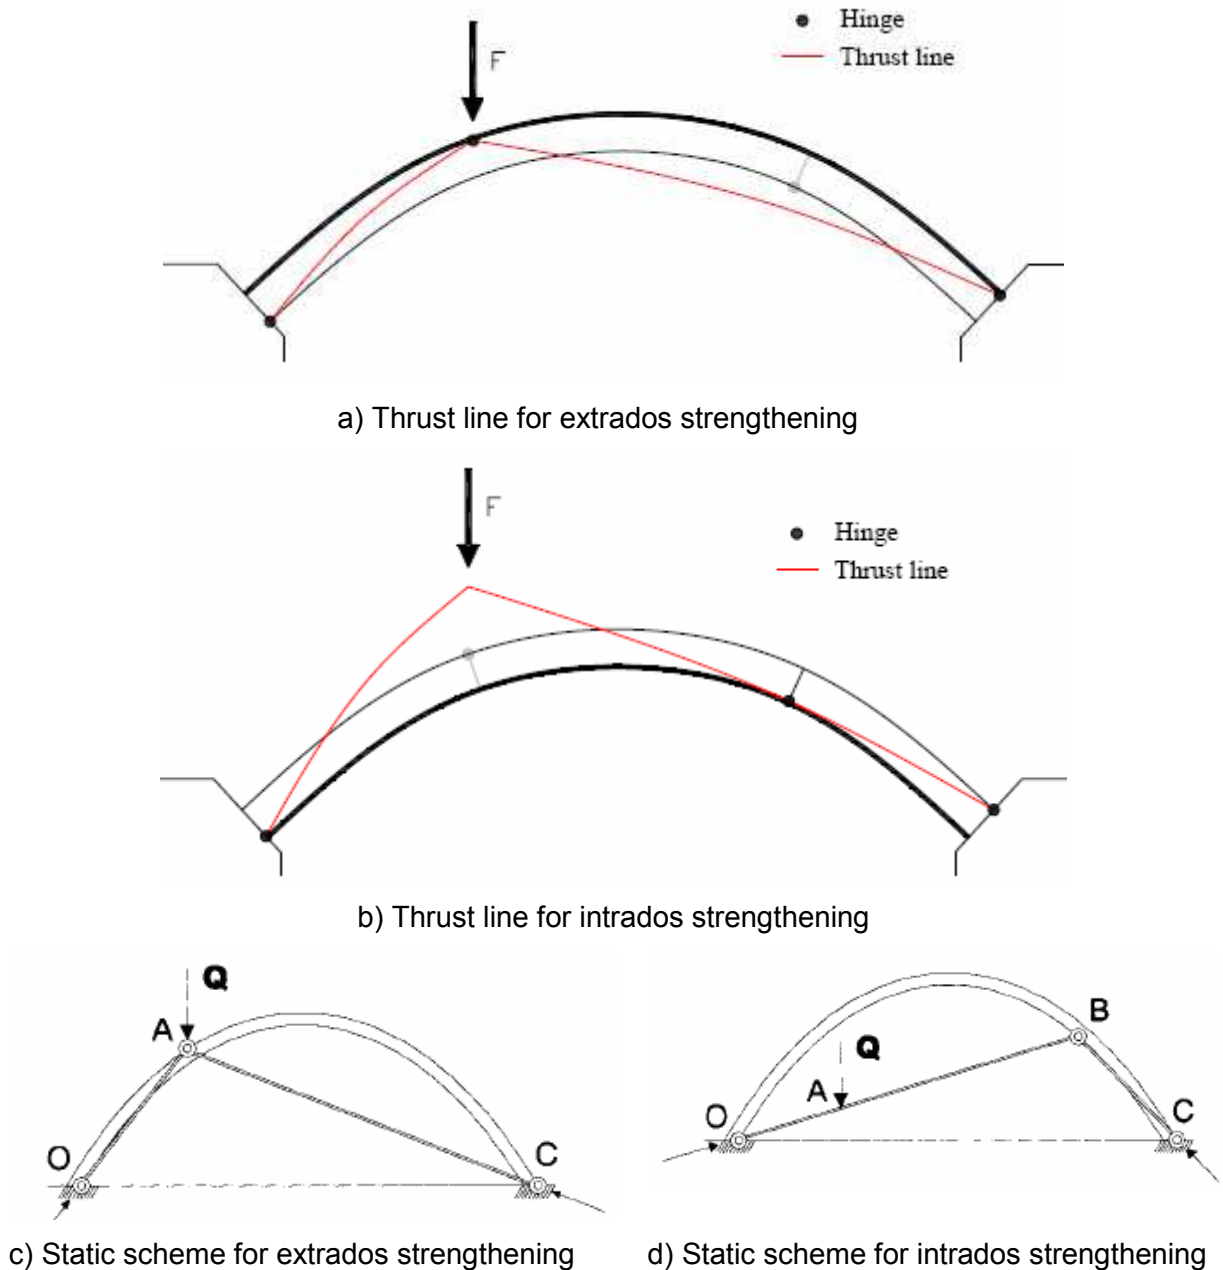 F
Hinge
Thrust line
a) Thrust line for extrados strengthening
F
Hinge
Thrust line
b) Thrust line for intrados strengthening
Q
A
O
C
B
Q
A
O
C
c) Static scheme for extrados strengthening
d) Static scheme for intrados strengthening